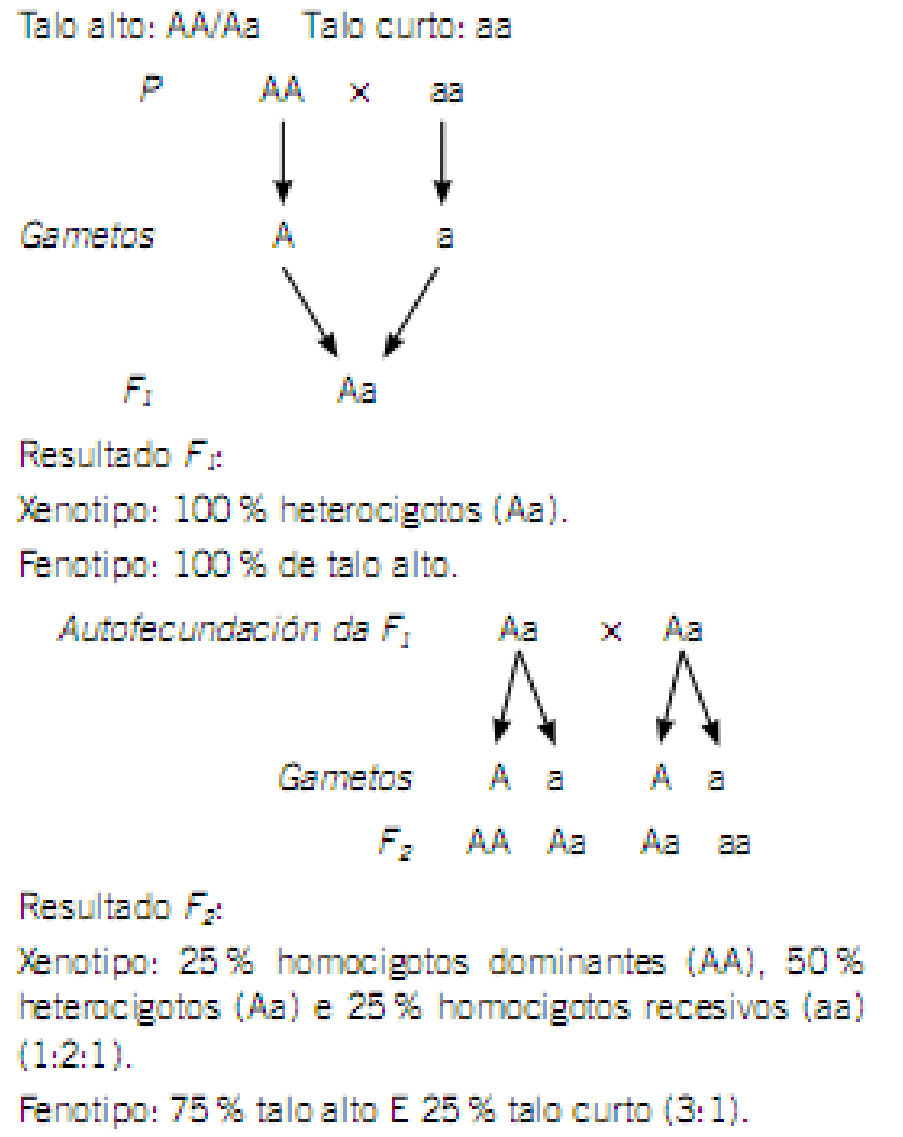 Talo alto: AA/Aa Talo curto: aa
P AA × aa
Gametos A a
F₁ Aa
Resultado F₁:
Xenotipo: 100 % heterocigotos (Aa).
Fenotipo: 100 % de talo alto.
Autofecundación da F₁ Aa × Aa
Gametos A a A a
F₂ AA Aa Aa aa
Resultado F₂:
Xenotipo: 25 % homocigotos dominantes (AA), 50 %
heterocigotos (Aa) e 25 % homocigotos recesivos (aa)
(1:2:1).
Fenotipo: 75 % talo alto E 25 % talo curto (3:1).